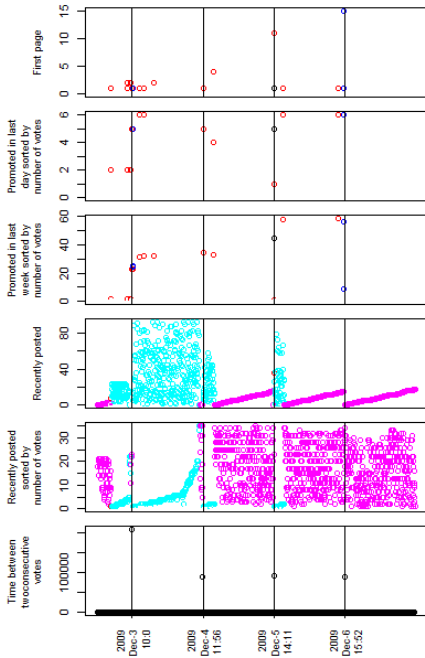 First page
0
5
10
15
Promoted in last
day sorted by
number of votes
0
2
4
6
Promoted in last
week sorted by
number of votes
0
20
40
60
Recently posted
0
40
80
Recently posted
sorted by
number of votes
0
10
20
30
Time between
twoconsecutive
votes
0
100000
2009
Dec-3
10:0
2009
Dec-4
11:56
2009
Dec-5
14:11
2009
Dec-6
15:52